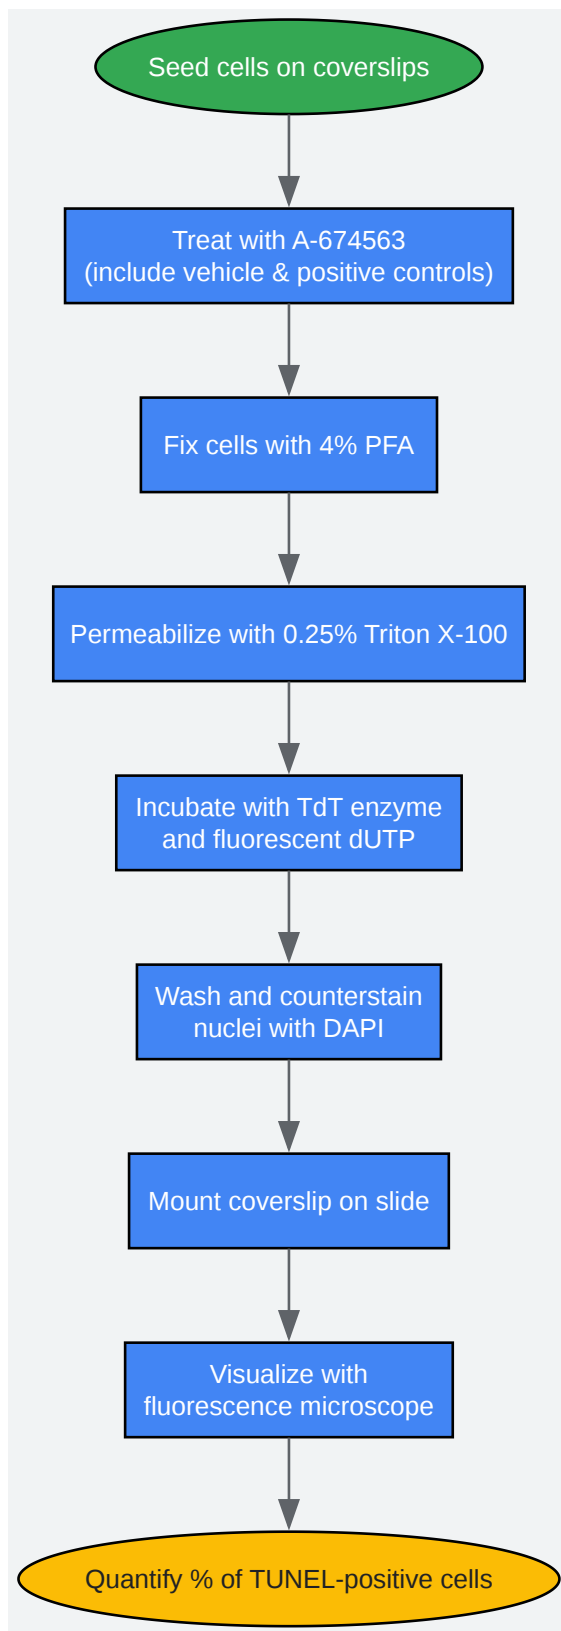 Seed cells on coverslips
Treat with A-674563
(include vehicle & positive controls)
Fix cells with 4% PFA
Permeabilize with 0.25% Triton X-100
Incubate with TdT enzyme
and fluorescent dUTP
Wash and counterstain
nuclei with DAPI
Mount coverslip on slide
Visualize with
fluorescence microscope
Quantify % of TUNEL-positive cells